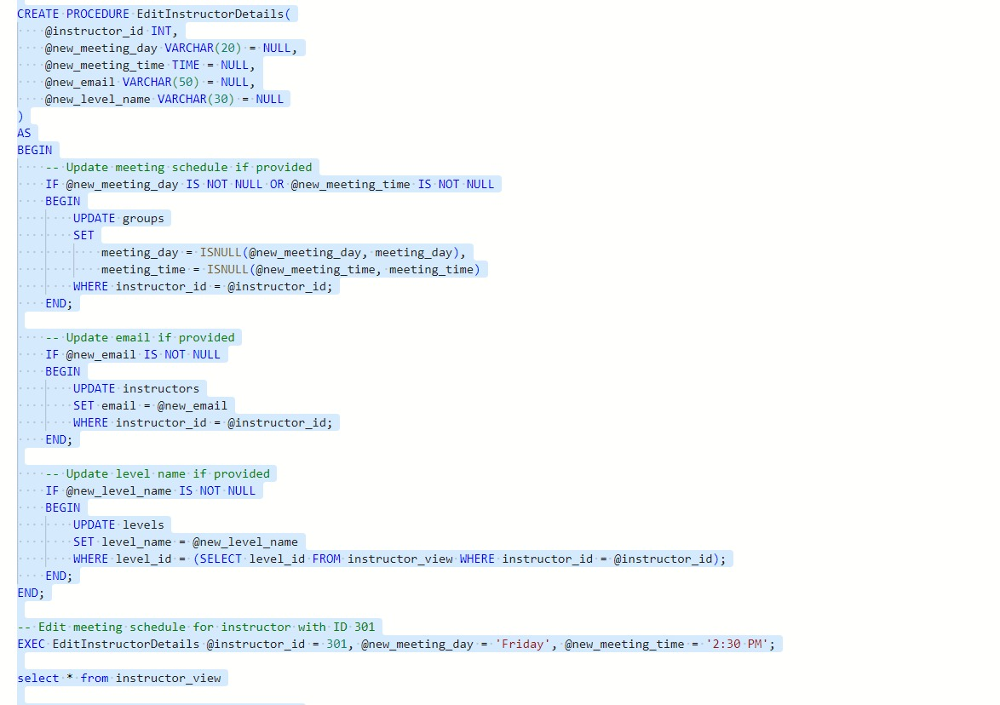 CREATE PROCEDURE EditInstructorDetails(
    @instructor_id INT,
    @new_meeting_day VARCHAR(20) = NULL,
    @new_meeting_time TIME = NULL,
    @new_email VARCHAR(50) = NULL,
    @new_level_name VARCHAR(30) = NULL
)
AS
BEGIN
    -- Update meeting schedule if provided
    IF @new_meeting_day IS NOT NULL OR @new_meeting_time IS NOT NULL
    BEGIN
        UPDATE groups
        SET
            meeting_day = ISNULL(@new_meeting_day, meeting_day),
            meeting_time = ISNULL(@new_meeting_time, meeting_time)
        WHERE instructor_id = @instructor_id;
    END;

    -- Update email if provided
    IF @new_email IS NOT NULL
    BEGIN
        UPDATE instructors
        SET email = @new_email
        WHERE instructor_id = @instructor_id;
    END;

    -- Update level name if provided
    IF @new_level_name IS NOT NULL
    BEGIN
        UPDATE levels
        SET level_name = @new_level_name
        WHERE level_id = (SELECT level_id FROM instructor_view WHERE instructor_id = @instructor_id);
    END;
END;

-- Edit meeting schedule for instructor with ID 301
EXEC EditInstructorDetails @instructor_id = 301, @new_meeting_day = 'Friday', @new_meeting_time = '2:30 PM';

select * from instructor_view